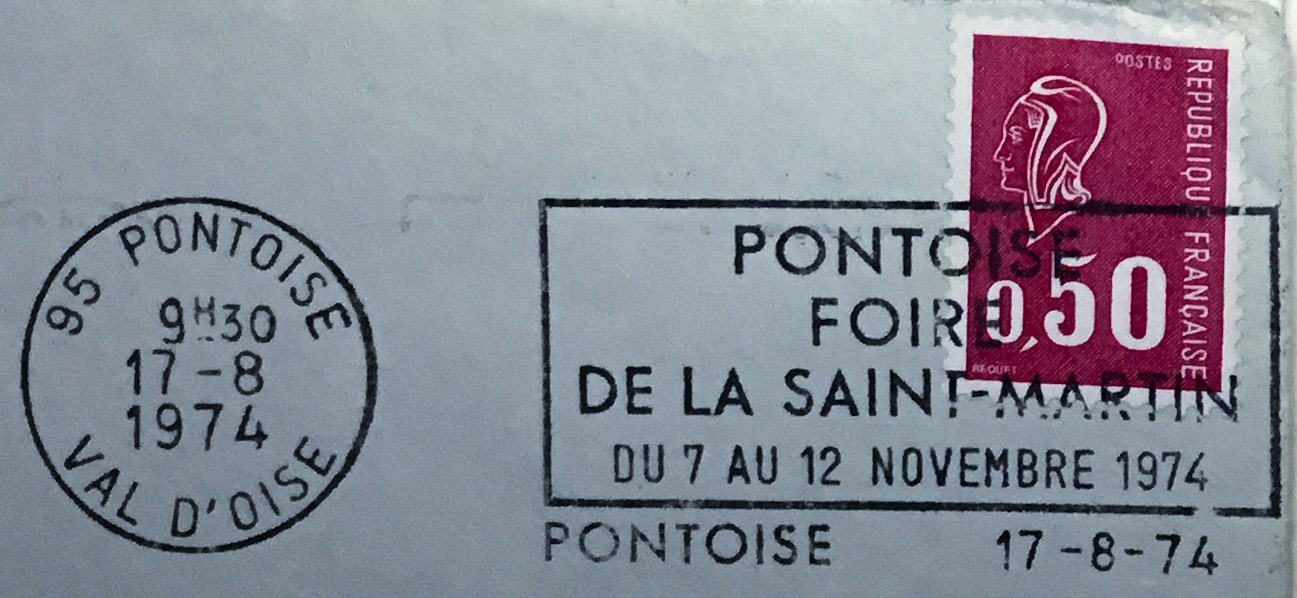 POSTES
REPUBLIQUE FRANÇAISE
0,50
BEQUET
95 PONTOISE
9H30
17-8
1974
VAL D'OISE
PONTOISE
FOIRE
DE LA SAINT-MARTIN
DU 7 AU 12 NOVEMBRE 1974
PONTOISE 17-8-74